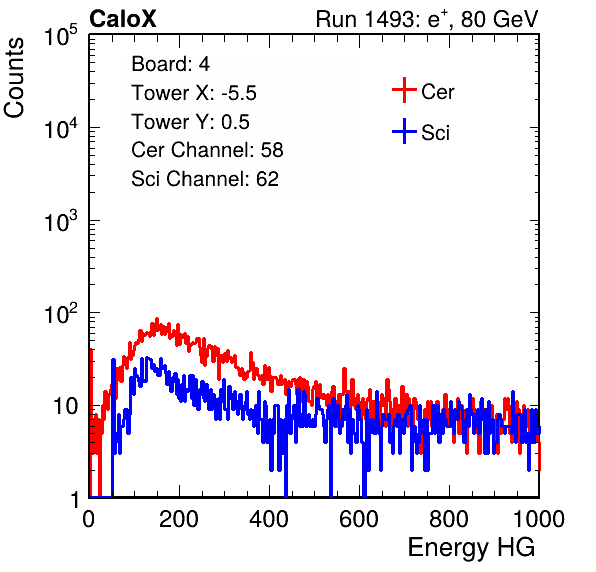 CaloX Run 1493: e⁺, 80 GeV
Counts
Board: 4
Tower X: -5.5
Tower Y: 0.5
Cer Channel: 58
Sci Channel: 62
Cer
Sci
10⁵
10⁴
10³
10²
10
1
0 200 400 600 800 1000
Energy HG